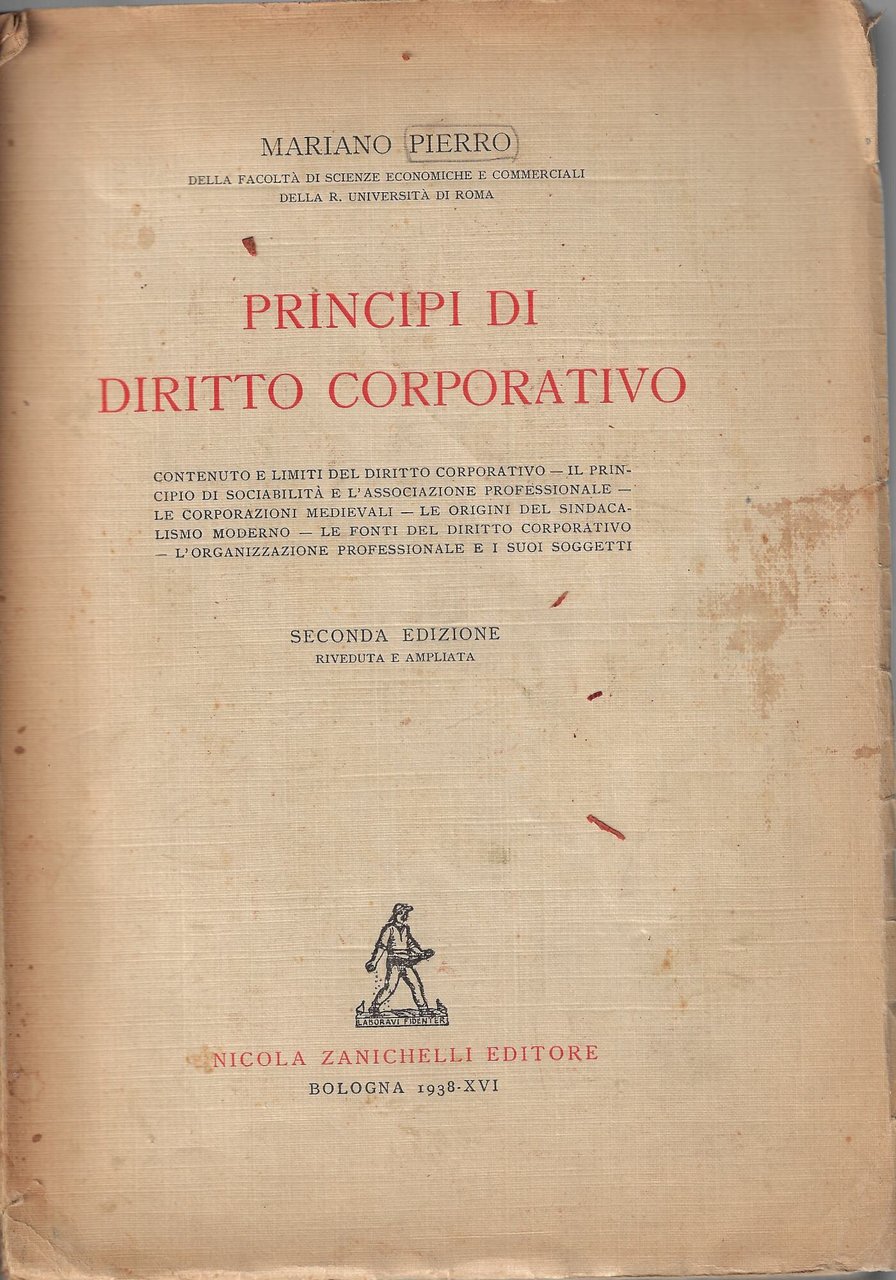 MARIANO PIERRO
DELLA FACOLTÀ DI SCIENZE ECONOMICHE E COMMERCIALI
DELLA R. UNIVERSITÀ DI ROMA
PRINCIPI DI
DIRITTO CORPORATIVO
CONTENUTO E LIMITI DEL DIRITTO CORPORATIVO — IL PRIN-
CIPIO DI SOCIABILITÀ E L'ASSOCIAZIONE PROFESSIONALE —
LE CORPORAZIONI MEDIEVALI — LE ORIGINI DEL SINDACA-
LISMO MODERNO — LE FONTI DEL DIRITTO CORPORATIVO
— L'ORGANIZZAZIONE PROFESSIONALE E I SUOI SOGGETTI
SECONDA EDIZIONE
RIVEDUTA E AMPLIATA
LABORAVI FIDENTER
NICOLA ZANICHELLI EDITORE
BOLOGNA 1938-XVI